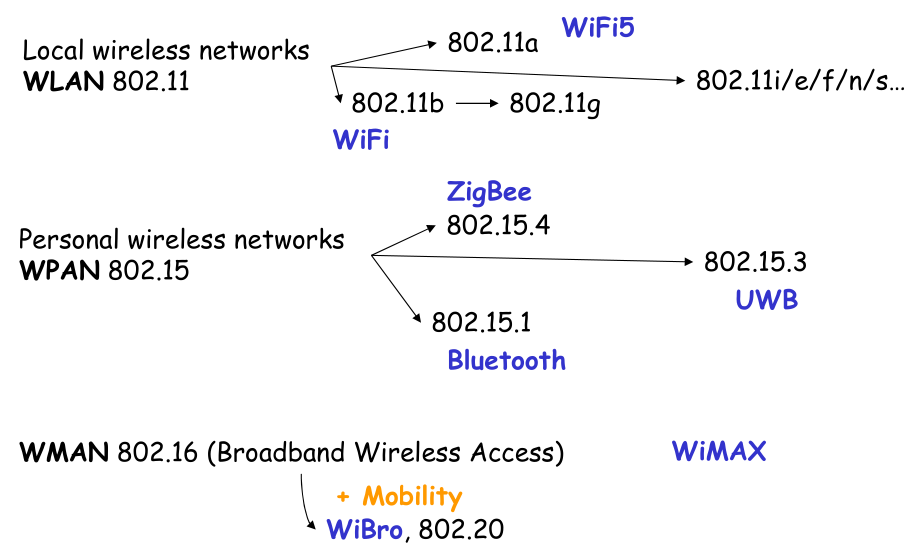 WiFi5
Local wireless networks
802.11a
WLAN 802.11
802.11i/e/f/n/s...
802.11b
802.11g
WiFi
ZigBee
802.15.4
Personal wireless networks
WPAN 802.15
802.15.3
UWB
802.15.1
Bluetooth
WMAN 802.16 (Broadband Wireless Access)
WiMAX
+ Mobility
WiBro, 802.20